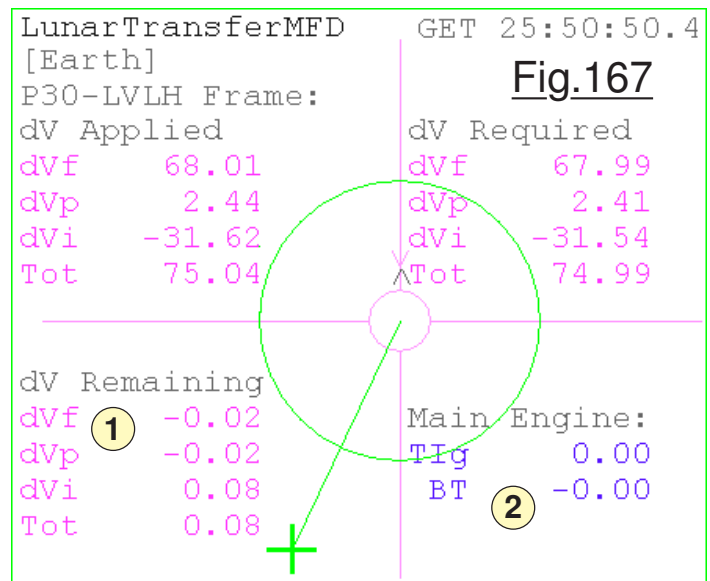 LunarTransferMFD GET 25:50:50.4
[Earth] Fig.167
P30-LVLH Frame:
dV Applied dV Required
dVf 68.01 dVf 67.99
dVp 2.44 dVp 2.41
dVi -31.62 dVi -31.54
Tot 75.04 Tot 74.99
dV Remaining
dVf 1 -0.02 Main Engine:
dVp -0.02 TIg 0.00
dVi 0.08 BT 2 -0.00
Tot 0.08